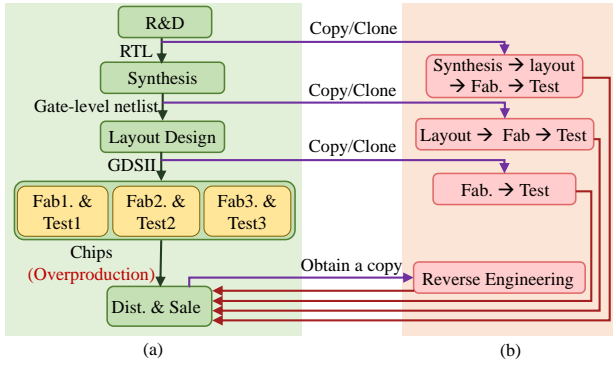 R&D
Copy/Clone
RTL
Synthesis → layout
→ Fab. → Test
Synthesis
Gate-level netlist
Copy/Clone
Layout Design
Layout → Fab → Test
GDSII
Copy/Clone
Fab1. &
Test1
Fab2. &
Test2
Fab3. &
Test3
Fab. → Test
Chips
(Overproduction)
Obtain a copy
Reverse Engineering
Dist. & Sale
(a)
(b)